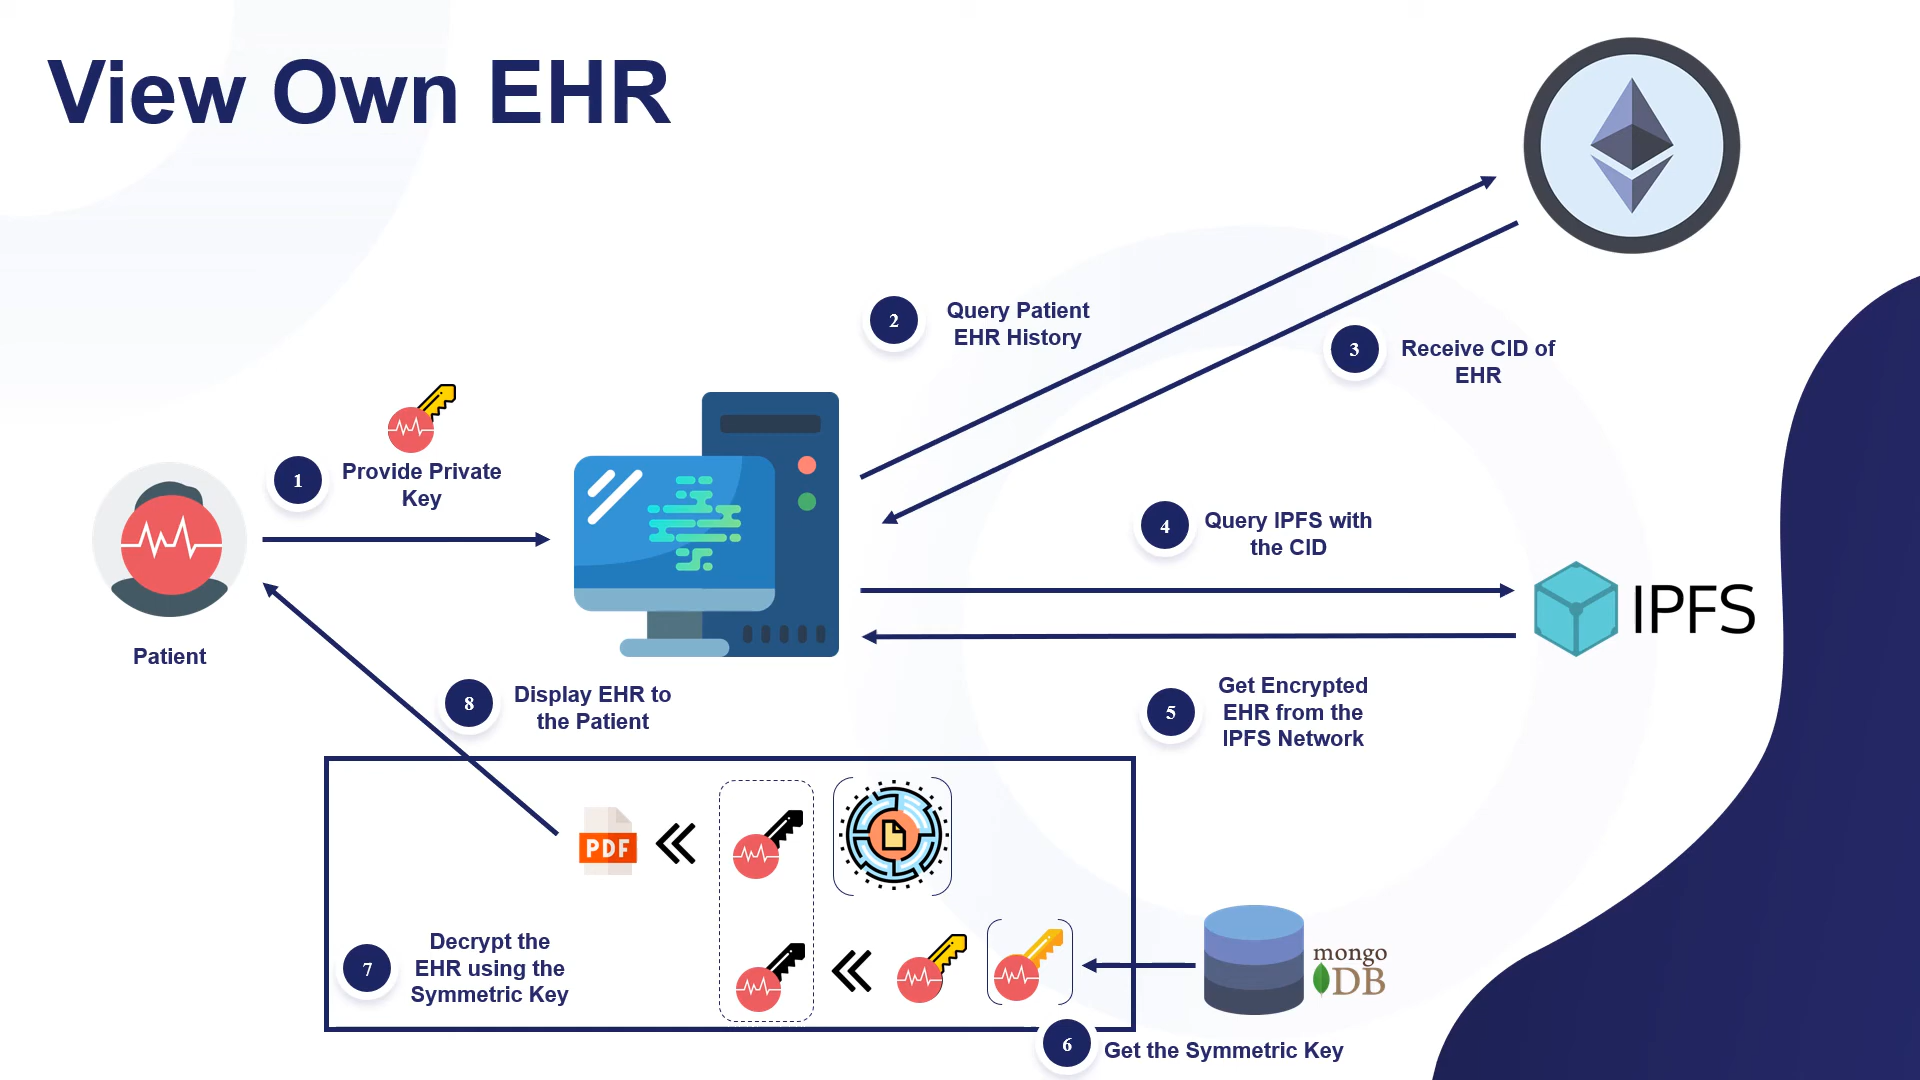 View Own EHR
1
Provide Private
Key
Patient
2
Query Patient
EHR History
3
Receive CID of
EHR
4
Query IPFS with
the CID
IPFS
5
Get Encrypted
EHR from the
IPFS Network
8
Display EHR to
the Patient
PDF
7
Decrypt the
EHR using the
Symmetric Key
mongo
DB
6
Get the Symmetric Key